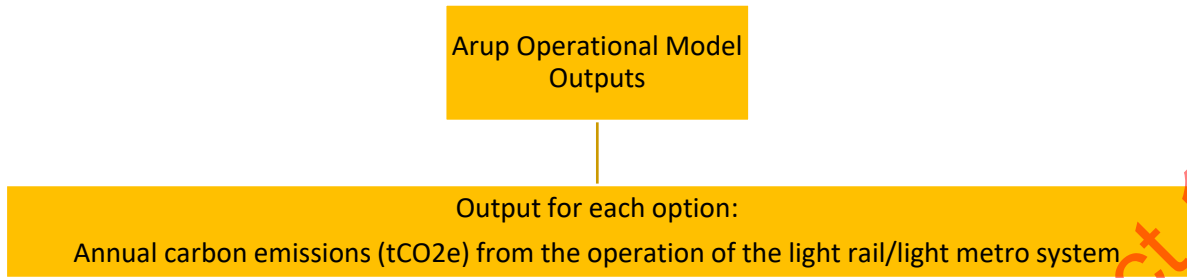 Arup Operational Model
Outputs
Output for each option:
Annual carbon emissions (tCO2e) from the operation of the light rail/light metro system